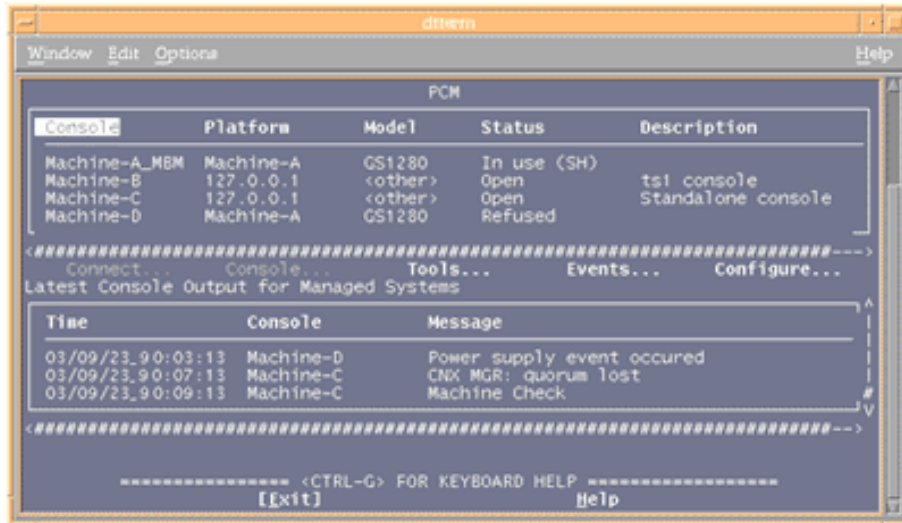 dtterm
Window Edit Options Help
PCM
Console Platform Model Status Description
Machine-A_MBM Machine-A GS1280 In use (SH)
Machine-B 127.0.0.1 <other> Open ts1 console
Machine-C 127.0.0.1 <other> Open Standalone console
Machine-D Machine-A GS1280 Refused
Connect... Console... Tools... Events... Configure...
Latest Console Output for Managed Systems
Time Console Message
03/09/23_90:03:13 Machine-D Power supply event occured
03/09/23_90:07:13 Machine-C CNX MGR: quorum lost
03/09/23_90:09:13 Machine-C Machine Check
================ <CTRL-G> FOR KEYBOARD HELP ==================
[Exit] Help